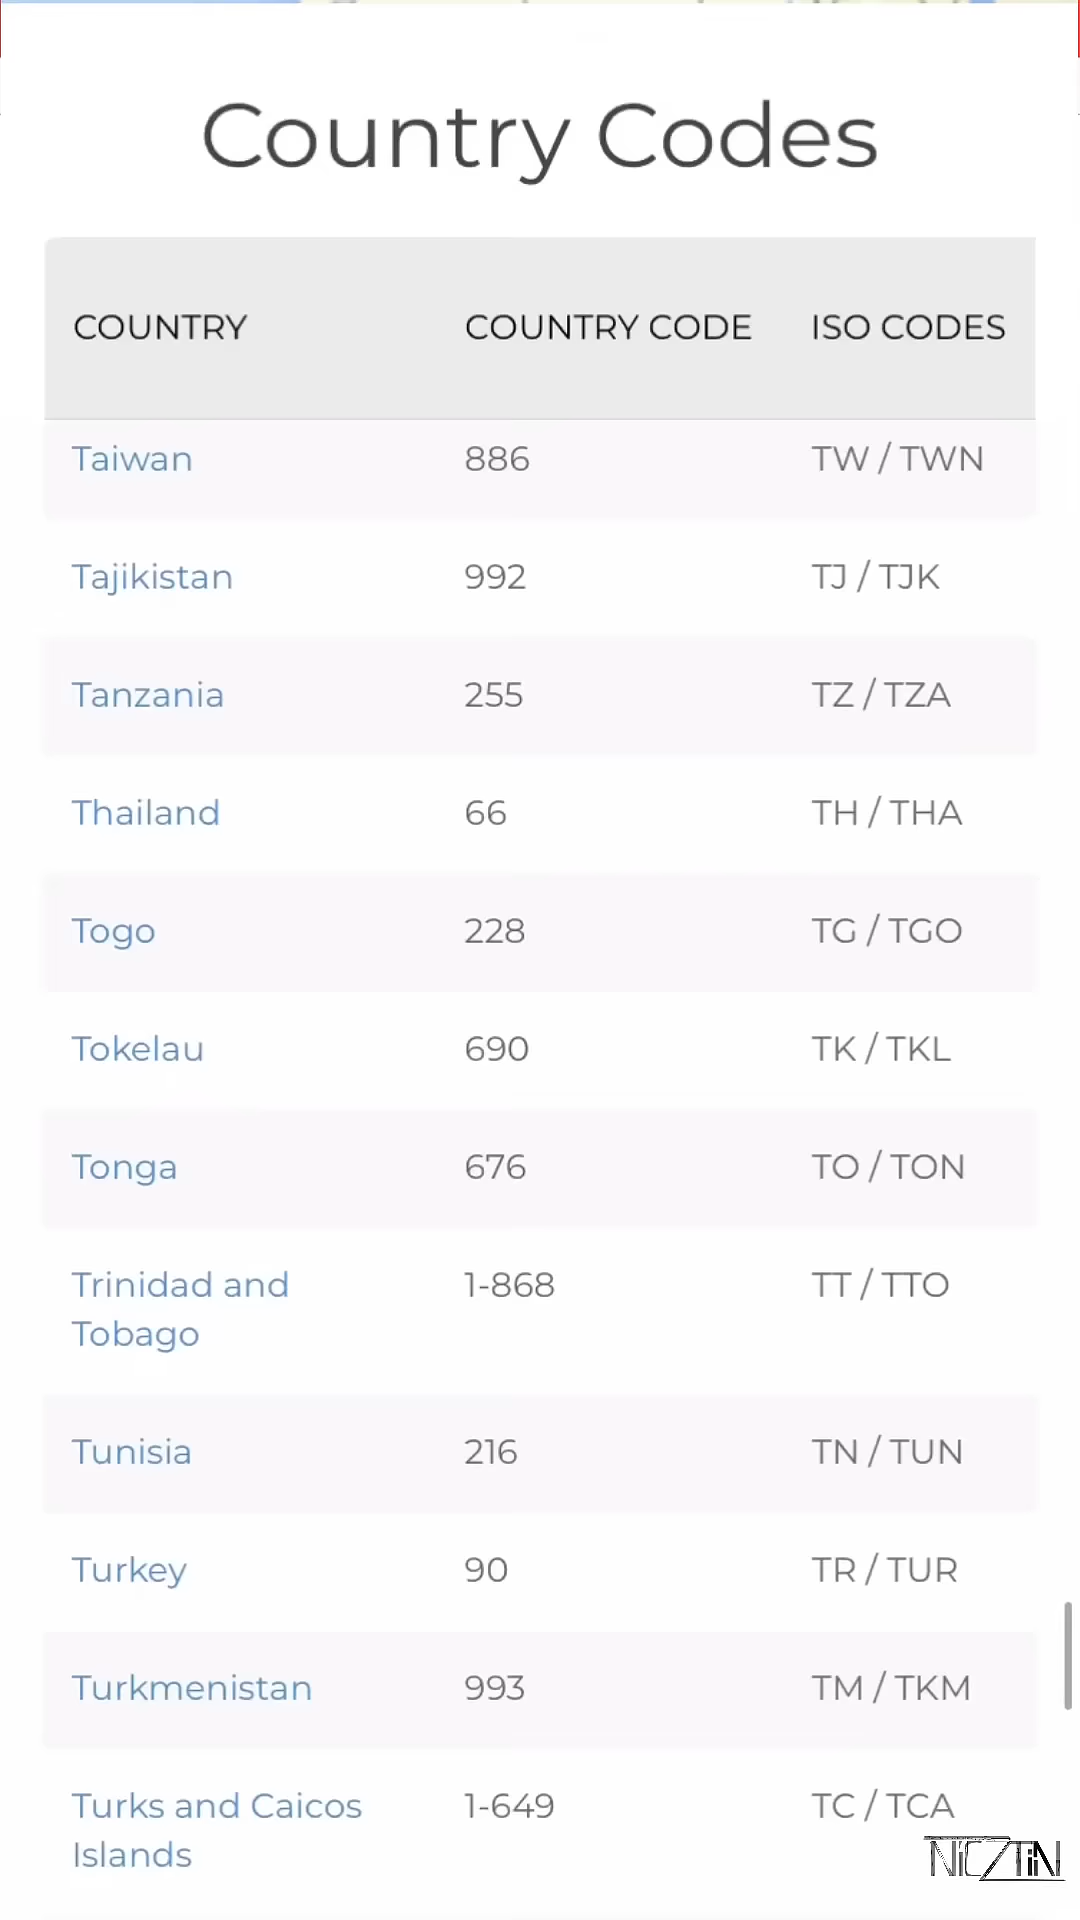 Country Codes
COUNTRY COUNTRY CODE ISO CODES
Taiwan 886 TW / TWN
Tajikistan 992 TJ / TJK
Tanzania 255 TZ / TZA
Thailand 66 TH / THA
Togo 228 TG / TGO
Tokelau 690 TK / TKL
Tonga 676 TO / TON
Trinidad and 1-868 TT / TTO
Tobago
Tunisia 216 TN / TUN
Turkey 90 TR / TUR
Turkmenistan 993 TM / TKM
Turks and Caicos 1-649 TC / TCA
Islands